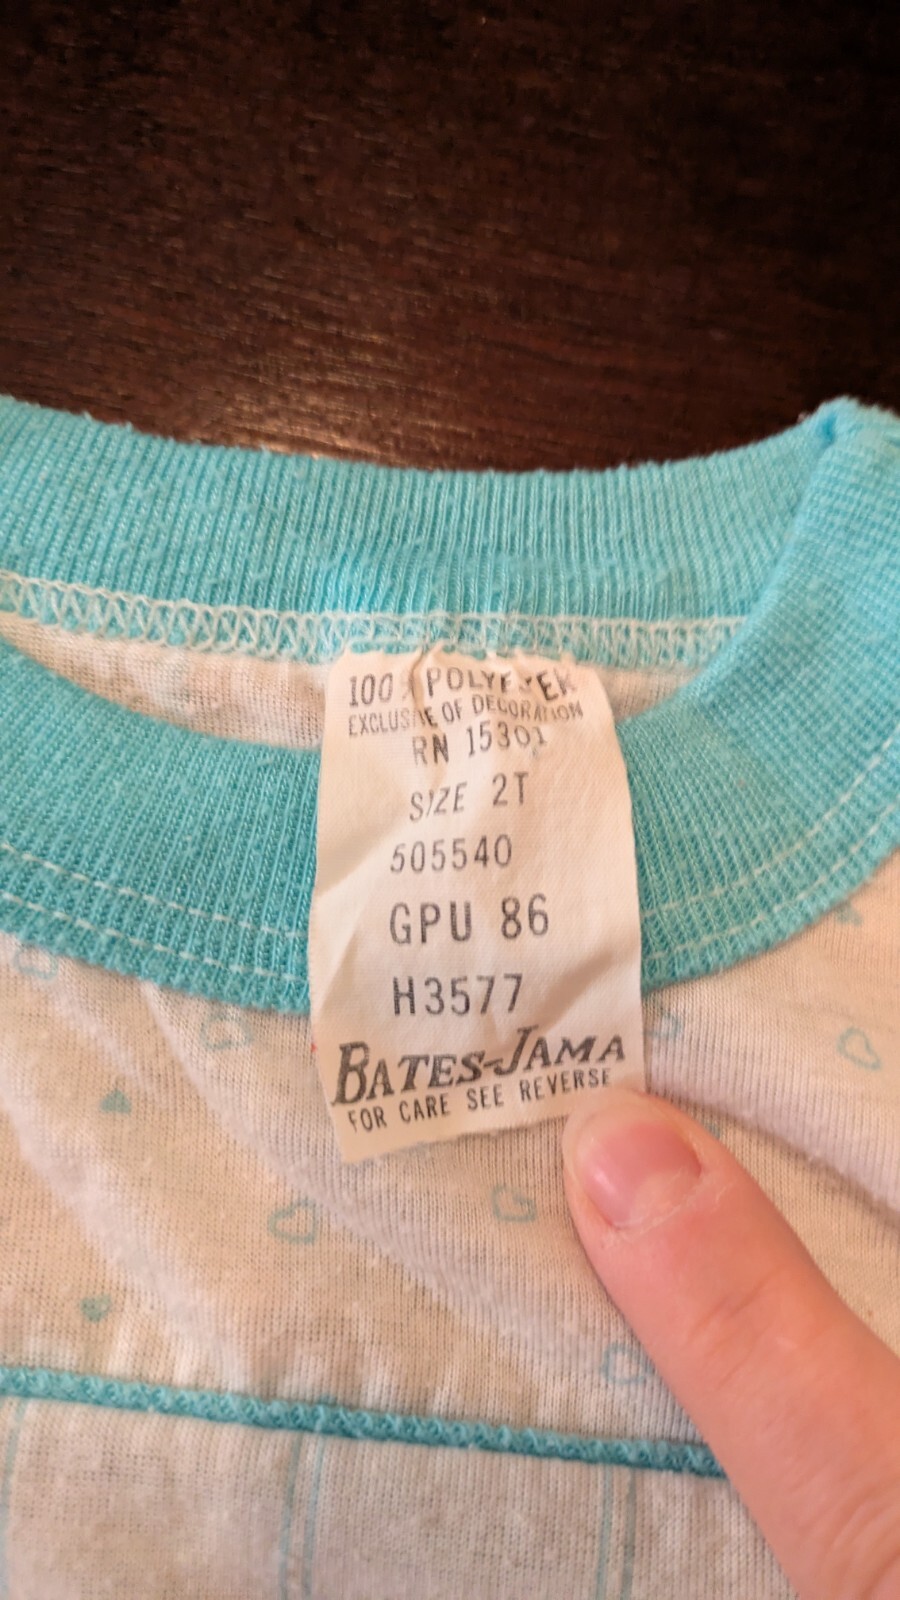 100% POLYESTER
EXCLUSIVE OF DECORATION
RN 15301
SIZE 2T
505540
GPU 86
H3577
BATES-JAMA
FOR CARE SEE REVERSE